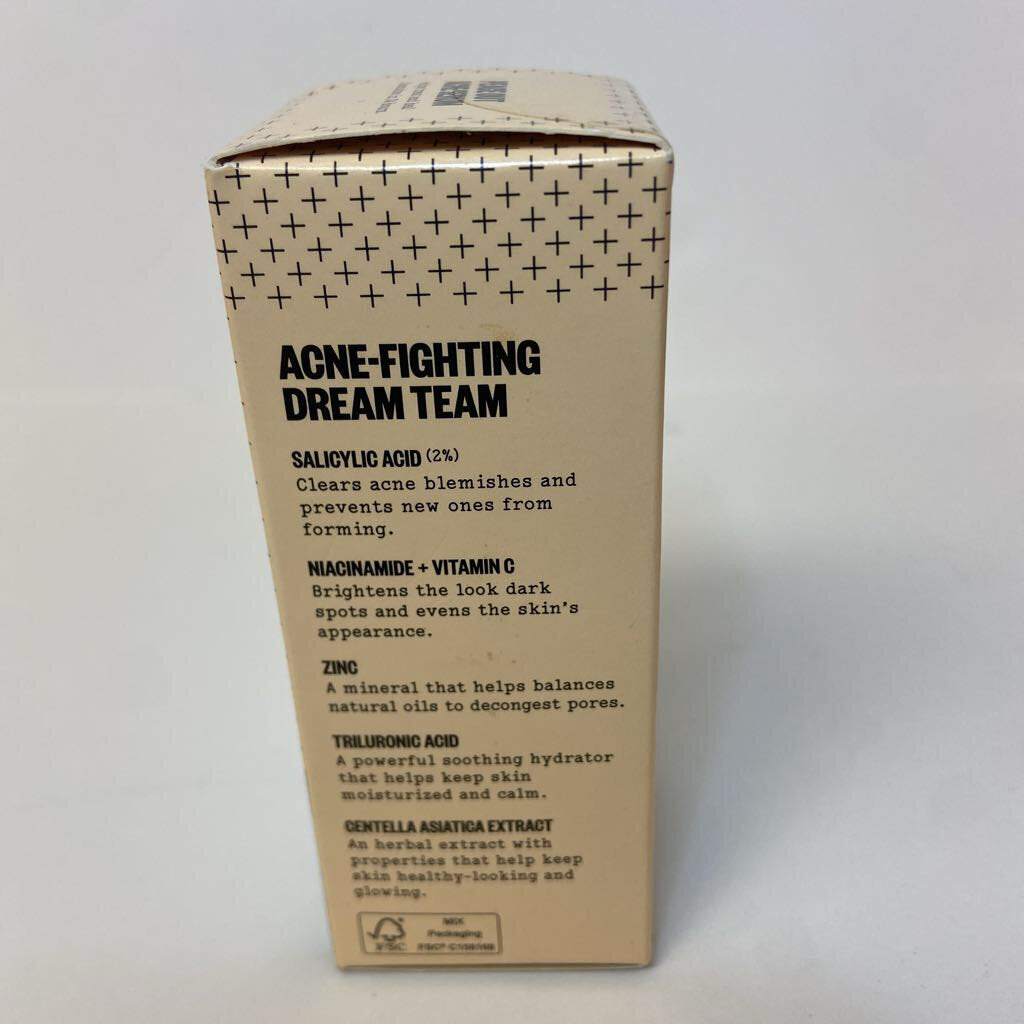 ACNE-FIGHTING
DREAM TEAM
SALICYLIC ACID (2%)
Clears acne blemishes and
prevents new ones from
forming.
NIACINAMIDE + VITAMIN C
Brightens the look dark
spots and evens the skin's
appearance.
ZINC
A mineral that helps balances
natural oils to decongest pores.
TRILURONIC ACID
A powerful soothing hydrator
that helps keep skin
moisturized and calm.
CENTELLA ASIATICA EXTRACT
An herbal extract with
properties that help keep
skin healthy-looking and
glowing.
FSC
MIX
Packaging